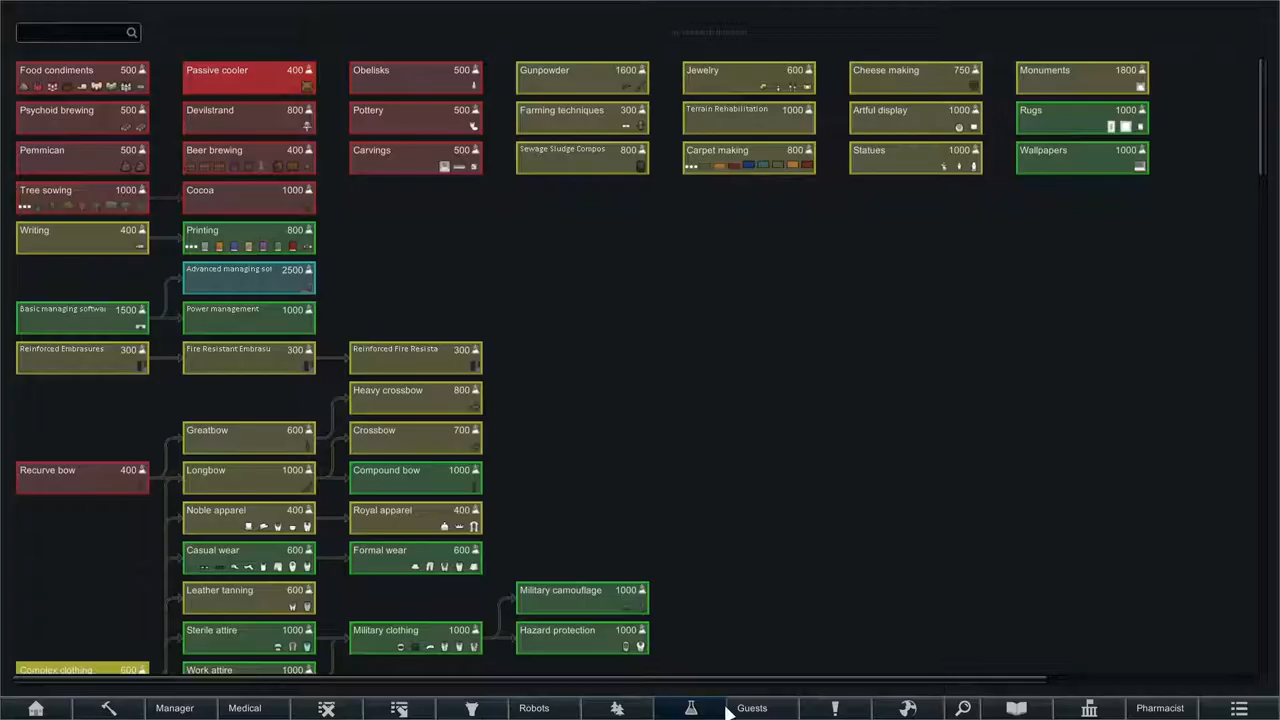 Food condiments 500 Passive cooler 400 Obelisks 500 Gunpowder 1600 Jewelry 600 Cheese making 750 Monuments 1800
Psychoid brewing 500 Devilstrand 800 Pottery 500 Farming techniques 300 Terrain Rehabilitation 1000 Artful display 1000 Rugs 1000
Pemmican 500 Beer brewing 400 Carvings 500 Sewage Sludge Compos 800 Carpet making 800 Statues 1000 Wallpapers 1000
Tree sowing 1000 Cocoa 1000
Writing 400 Printing 800
Advanced managing sof 2500
Basic managing softwar 1500 Power management 1000
Reinforced Embrasures 300 Fire Resistant Embrasu 300 Reinforced Fire Resista 300
Heavy crossbow 800
Greatbow 600 Crossbow 700
Recurve bow 400 Longbow 1000 Compound bow 1000
Noble apparel 400 Royal apparel 400
Casual wear 600 Formal wear 600
Leather tanning 600 Military camouflage 1000
Sterile attire 1000 Military clothing 1000 Hazard protection 1000
Complex clothing 600 Work attire 1000
Manager Medical Robots Guests Pharmacist